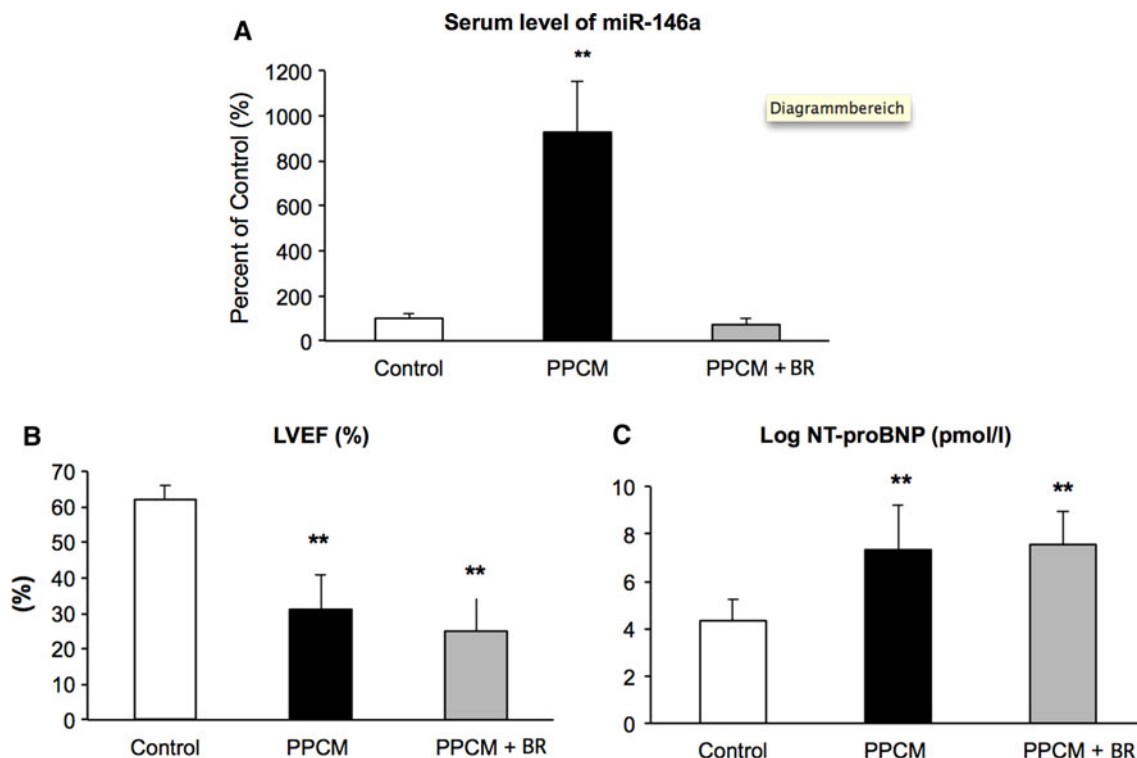 A
Serum level of miR-146a
**
Percent of Control (%)
1200
1000
800
600
400
200
0
Control
PPCM
PPCM + BR
Diagrammbereich
B
LVEF (%)
(%)
70
60
50
40
30
20
10
0
**
**
Control
PPCM
PPCM + BR
C
Log NT-proBNP (pmol/l)
10
8
6
4
2
0
**
**
Control
PPCM
PPCM + BR